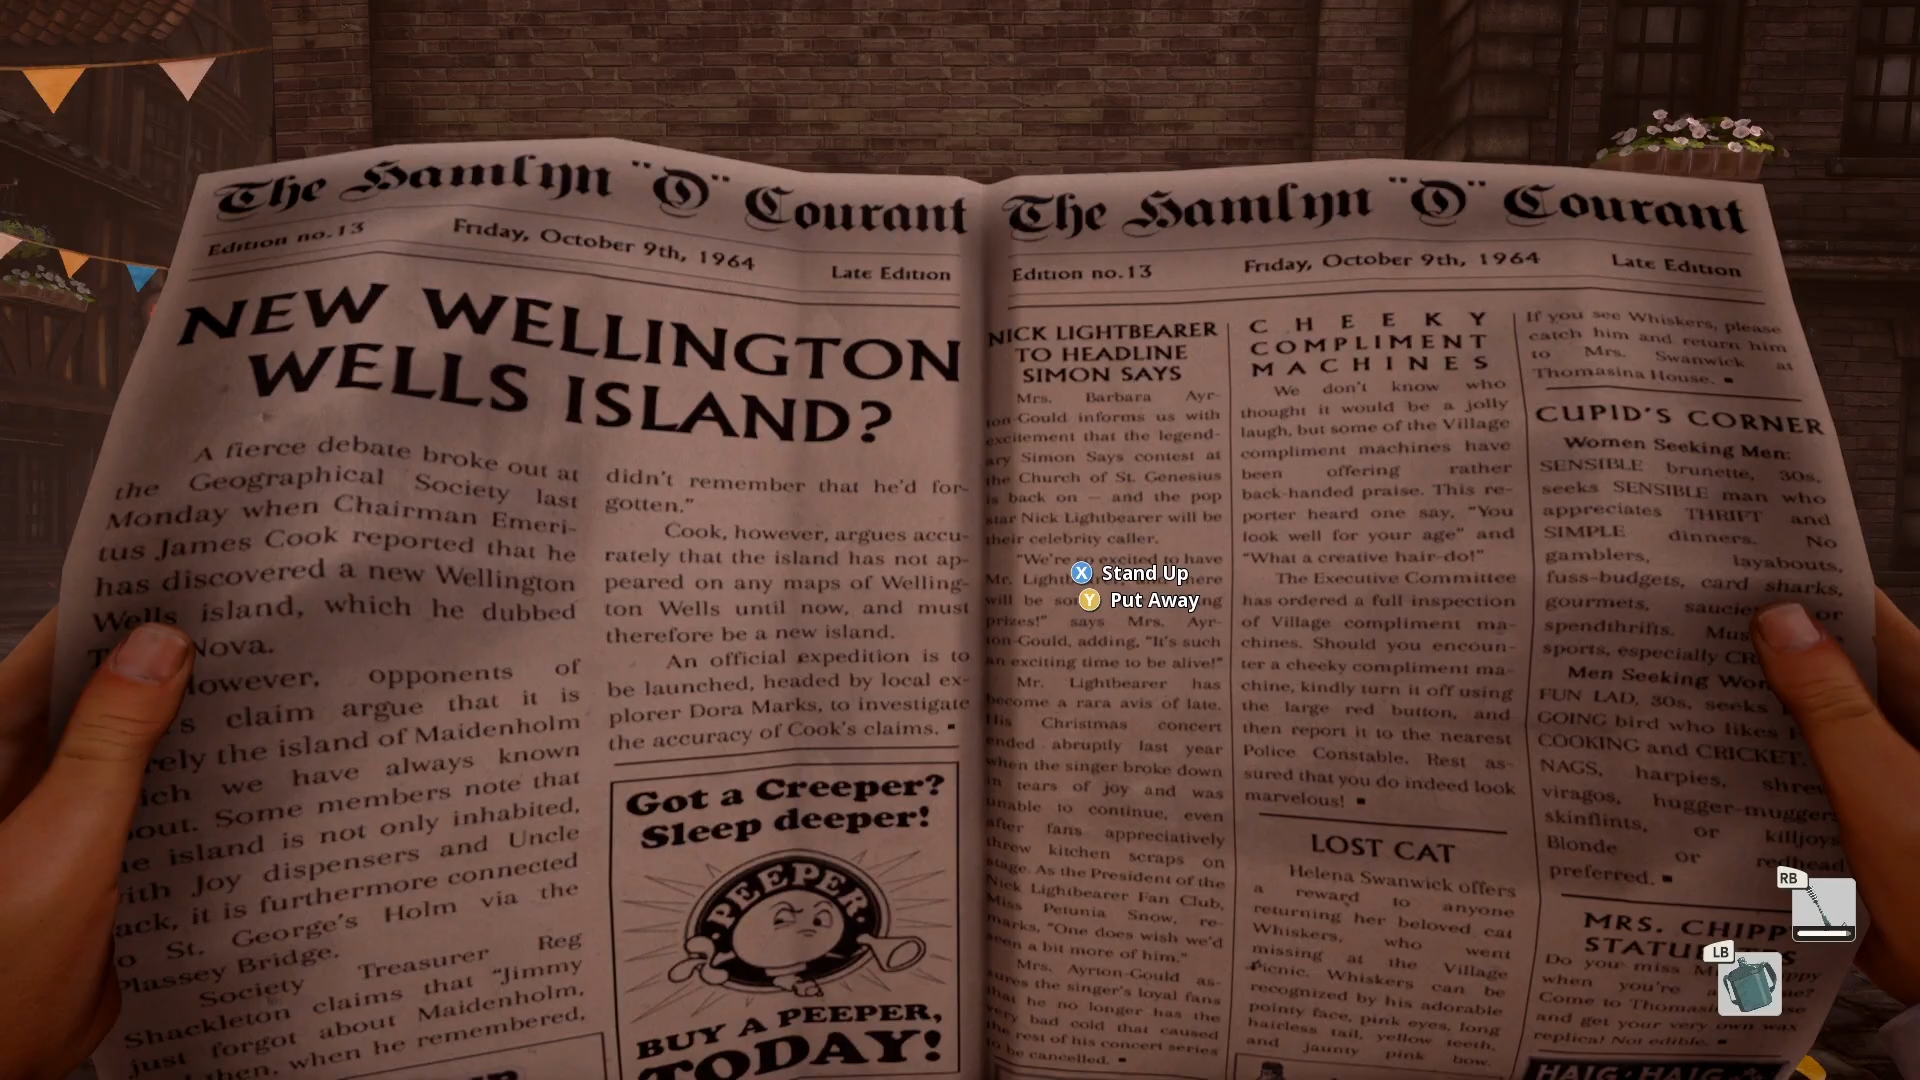 The Hamlyn "O" Courant
Edition no.13 Friday, October 9th, 1964 Late Edition
NEW WELLINGTON
WELLS ISLAND?
A fierce debate broke out at
the Geographical Society last
Monday when Chairman Emeri-
tus James Cook reported that he
has discovered a new Wellington
Wells island, which he dubbed
Nova.
However, opponents of
claim argue that it is
the island of Maidenholm
we have always known
Some members note that
island is not only inhabited,
with Joy dispensers and Uncle
it is furthermore connected
St. George's Holm via the
Plassey Bridge.
Society Treasurer Reg
Shackleton claims that "Jimmy
just forgot about Maidenholm,
then, when he remembered,
didn't remember that he'd for-
gotten."
Cook, however, argues accu-
rately that the island has not ap-
peared on any maps of Welling-
ton Wells until now, and must
therefore be a new island.
An official expedition is to
be launched, headed by local ex-
plorer Dora Marks, to investigate
the accuracy of Cook's claims.
Got a Creeper?
Sleep deeper!
PEEPER
BUY A PEEPER,
TODAY!
The Hamlyn "O" Courant
Edition no.13 Friday, October 9th, 1964 Late Edition
NICK LIGHTBEARER
TO HEADLINE
SIMON SAYS
Mrs. Barbara Ayr-
ton-Gould informs us with
excitement that the legend-
ary Simon Says contest at
the Church of St. Genesius
is back on — and the pop
star Nick Lightbearer will be
their celebrity caller.
"We're so excited to have
Mr. here
will be
prizes!" says Mrs. Ayr-
ton-Gould, adding, "It's such
an exciting time to be alive!"
Mr. Lightbearer has
become a rara avis of late.
His Christmas concert
ended abruptly last year
when the singer broke down
in tears of joy and was
unable to continue, even
after fans appreciatively
threw kitchen scraps on
stage. As the President of the
Nick Lightbearer Fan Club,
Miss Petunia Snow, re-
marks, "One does wish we'd
seen a bit more of him."
Mrs. Ayrton-Gould as-
sures the singer's loyal fans
that he no longer has the
very bad cold that caused
the rest of his concert series
to be cancelled.
CHEEKY
COMPLIMENT
MACHINES
We don't know who
thought it would be a jolly
laugh, but some of the Village
compliment machines have
been offering rather
back-handed praise. This re-
porter heard one say, "You
look well for your age" and
"What a creative hair-do!"
The Executive Committee
has ordered a full inspection
of Village compliment ma-
chines. Should you encoun-
ter a cheeky compliment ma-
chine, kindly turn it off using
the large red button, and
then report it to the nearest
Police Constable. Rest as-
sured that you do indeed look
marvelous!
LOST CAT
Helena Swanwick offers
a reward to anyone
returning her beloved cat
Whiskers, who went
missing at the Village
Picnic. Whiskers can be
recognized by his adorable
pointy face, pink eyes, long
hairless tail, yellow teeth,
and jaunty pink bow.
If you see Whiskers, please
catch him and return him
to Mrs. Swanwick at
Thomasina House.
CUPID'S CORNER
Women Seeking Men:
SENSIBLE brunette, 30s,
seeks SENSIBLE man who
appreciates THRIFT and
SIMPLE dinners. No
gamblers, layabouts,
fuss-budgets, card sharks,
gourmets, or
spendthrifts.
sports, especially
Men Seeking
FUN LAD, 30s, seeks
GOING bird who likes
COOKING and CRICKET.
NAGS, harpies, shrews,
viragos, hugger-muggers,
skinflints, or killjoys.
Blonde or redhead
preferred.
MRS. CHIPPY
Do you miss
when you're
Come to
and get your very own wax
replica! Not edible.
HAIG · HAIG
X Stand Up
Y Put Away
RB
LB